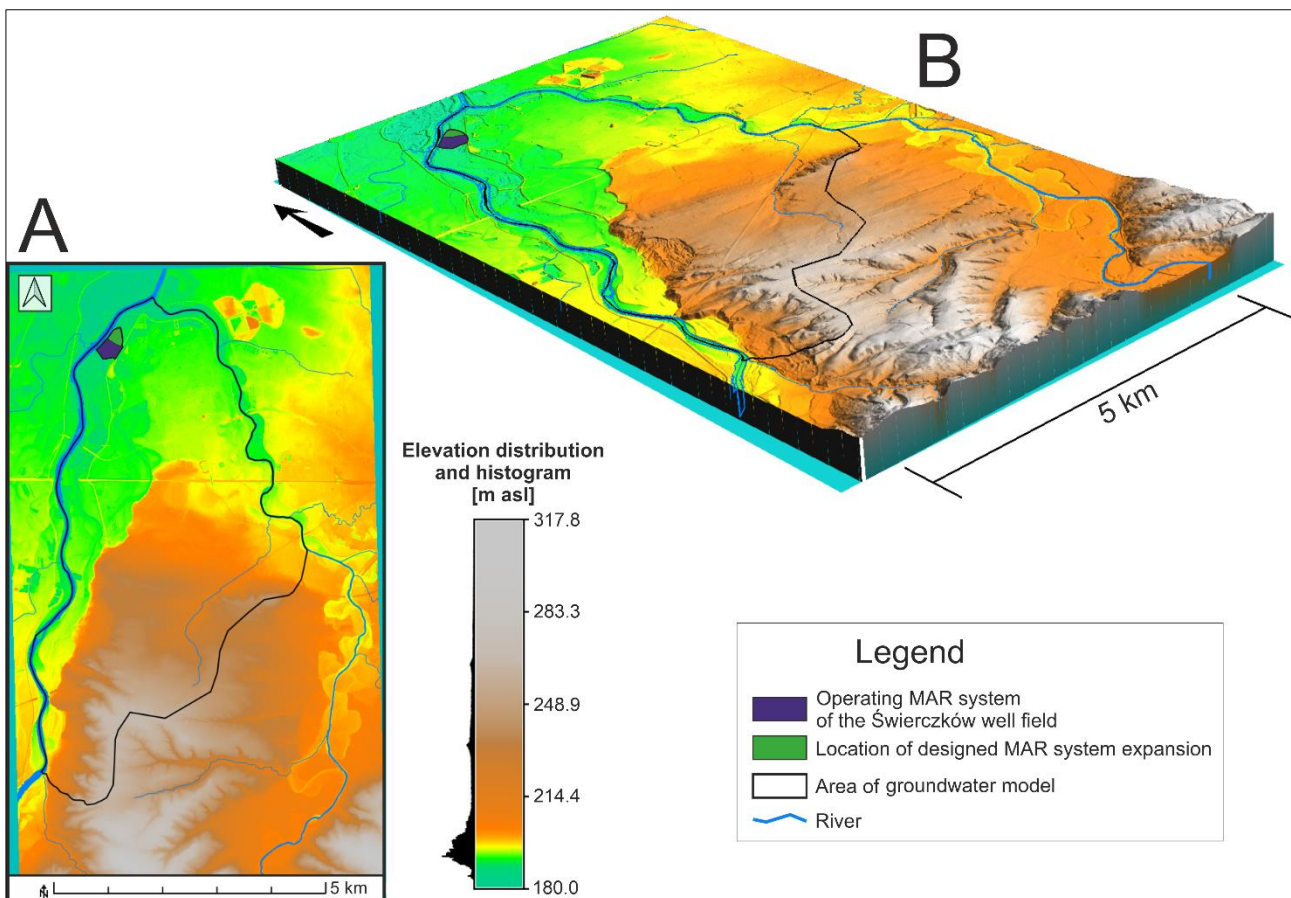 B
A
5 km
Elevation distribution
and histogram
[m asl]
317.8
283.3
248.9
214.4
180.0
N
5 km
Legend
Operating MAR system
of the Świerczków well field
Location of designed MAR system expansion
Area of groundwater model
River